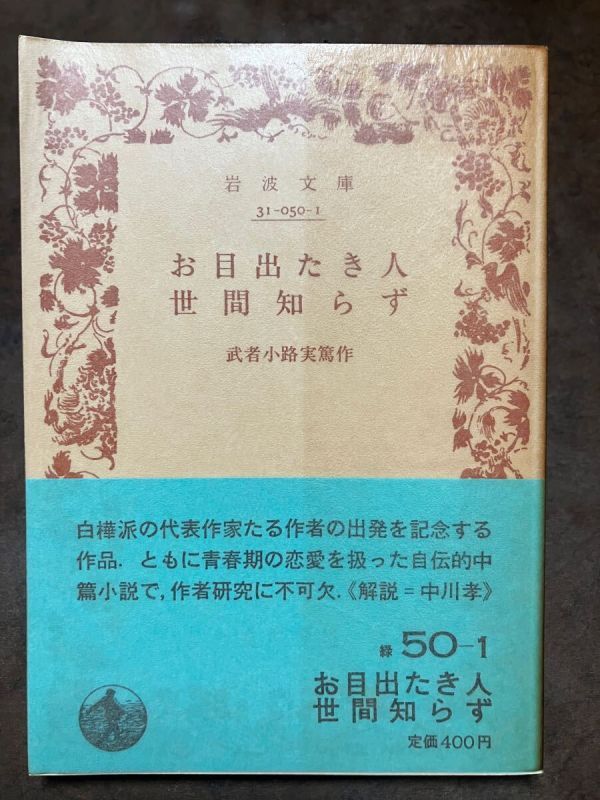 岩波文庫
31-050-1
お目出たき人
世間知らず
武者小路実篤作
白樺派の代表作家たる作者の出発を記念する
作品．ともに青春期の恋愛を扱った自伝的中
篇小説で，作者研究に不可欠．《解説＝中川孝》
緑 50-1
お目出たき人
世間知らず
定価400円